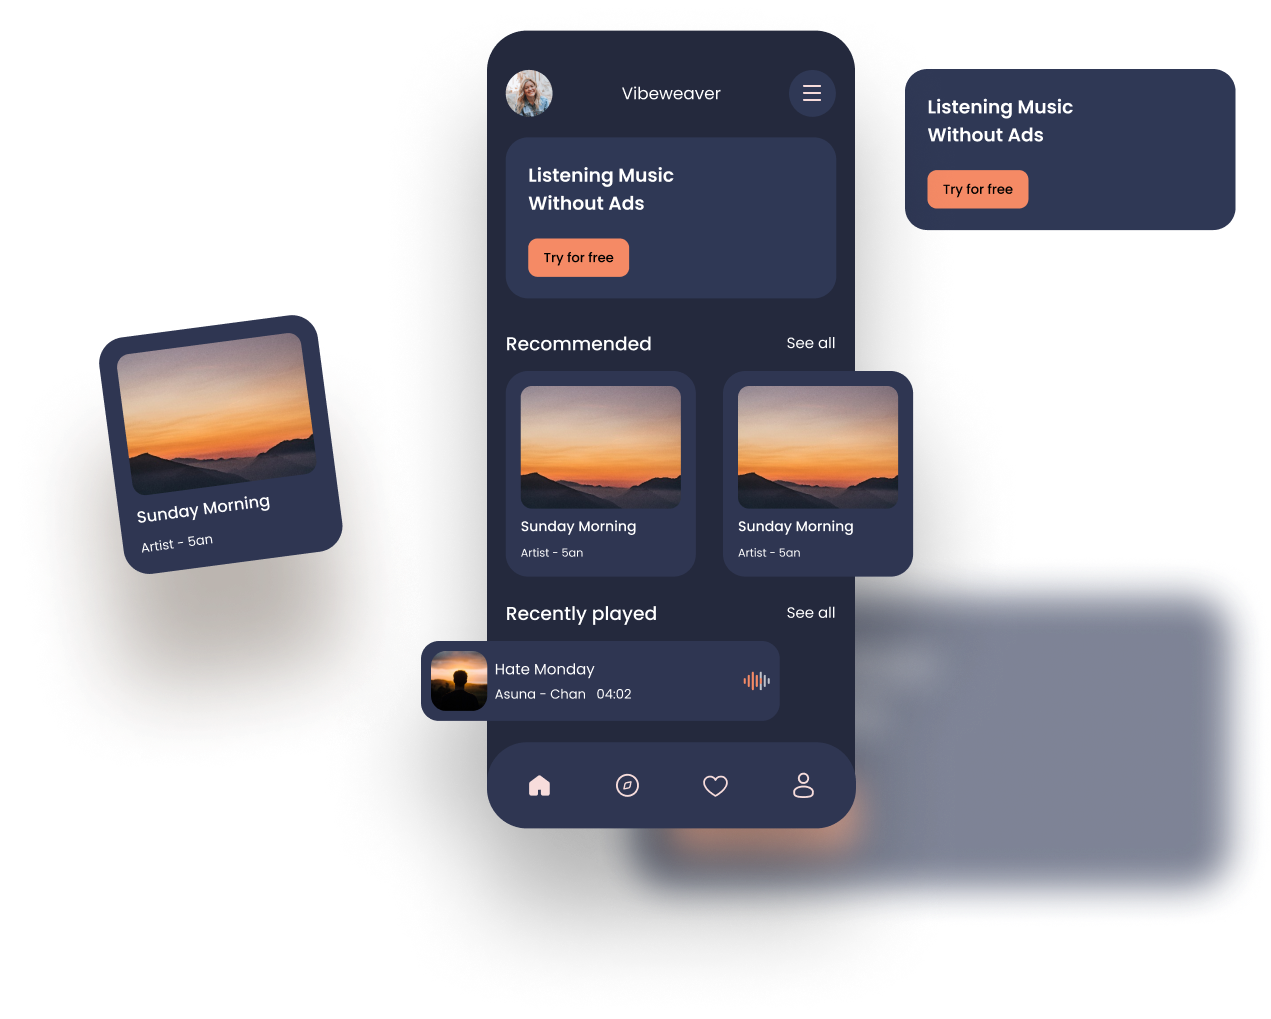 Vibeweaver
Listening Music
Without Ads
Try for free
Listening Music
Without Ads
Try for free
Recommended
See all
Sunday Morning
Artist - 5an
Sunday Morning
Artist - 5an
Sunday Morning
Artist - 5an
Recently played
See all
Hate Monday
Asuna - Chan 04:02